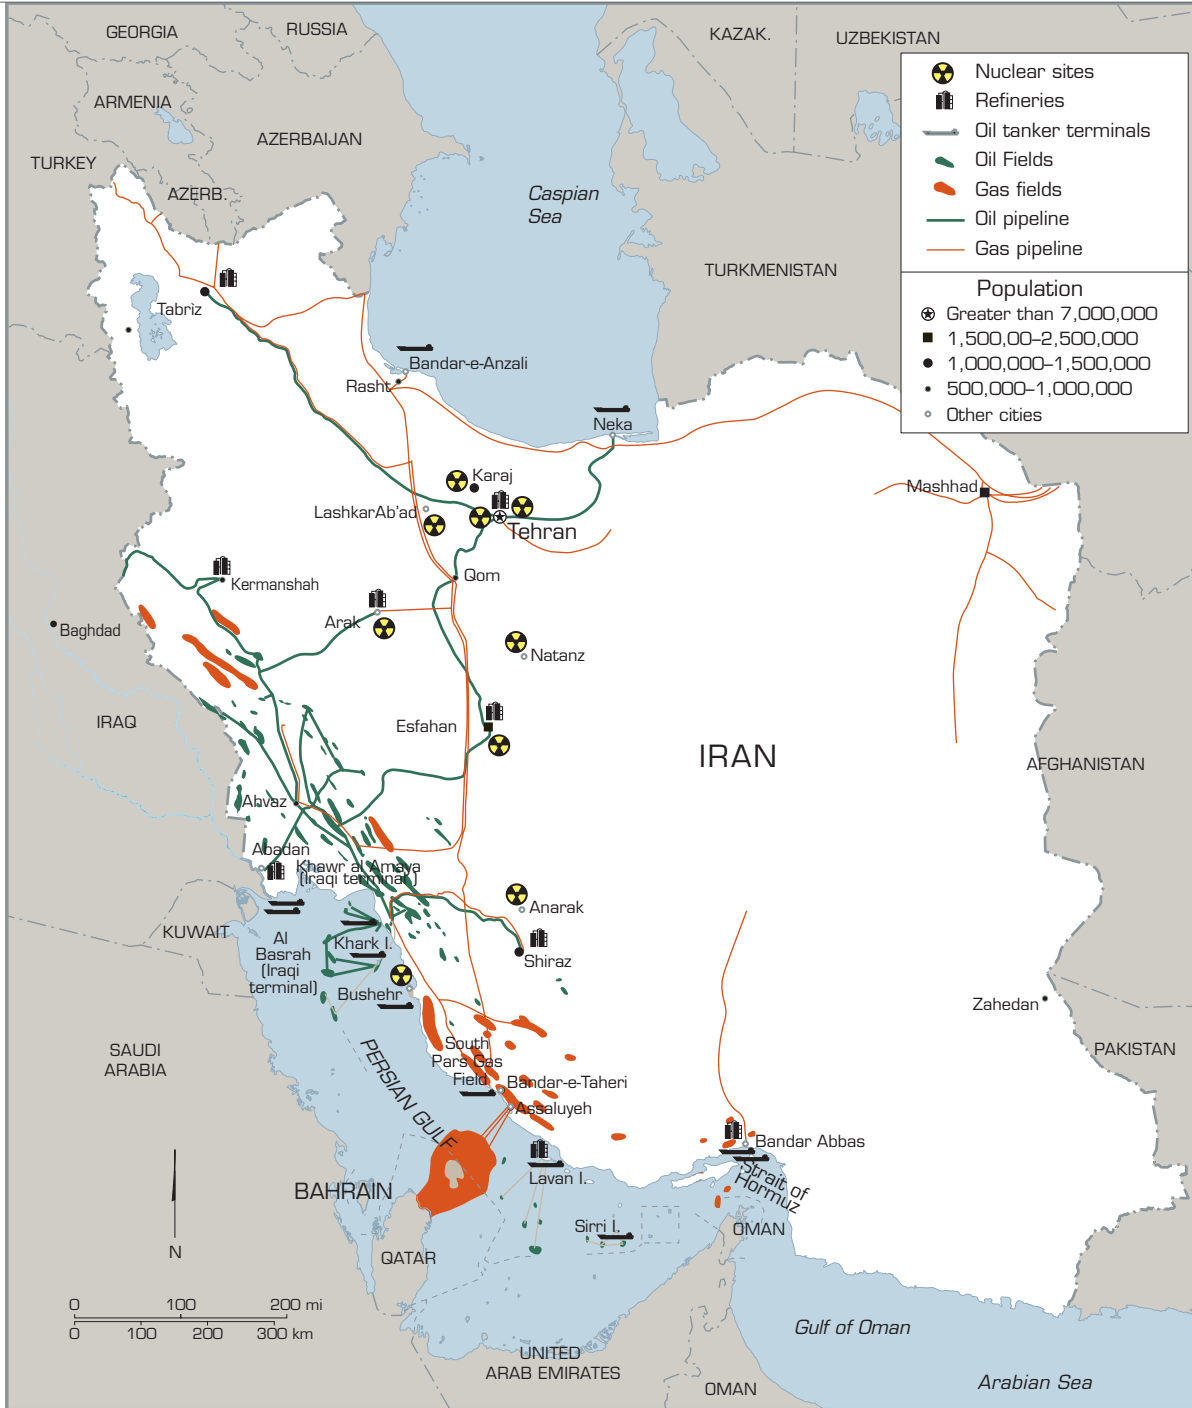 GEORGIA
RUSSIA
KAZAK.
UZBEKISTAN
ARMENIA
AZERBAIJAN
TURKEY
AZERB.
Caspian
Sea
TURKMENISTAN
Nuclear sites
Refineries
Oil tanker terminals
Oil Fields
Gas fields
Oil pipeline
Gas pipeline
Population
Greater than 7,000,000
1,500,00–2,500,000
1,000,000–1,500,000
500,000–1,000,000
Other cities
Tabriz
Bandar-e-Anzali
Rasht
Neka
Mashhad
Karaj
LashkarAb'ad
Tehran
Qom
Kermanshah
Arak
Baghdad
Natanz
IRAQ
Esfahan
IRAN
AFGHANISTAN
Ahvaz
Abadan
Khawr al Amaya
(Iraqi terminal)
Anarak
KUWAIT
Al
Basrah
(Iraqi
terminal)
Khark I.
Shiraz
Bushehr
Zahedan
SAUDI
ARABIA
PAKISTAN
South
Pars Gas
Field
PERSIAN GULF
Bandar-e-Taheri
Assaluyeh
Bandar Abbas
BAHRAIN
Lavan I.
Strait of
Hormuz
Sirri I.
OMAN
QATAR
N
0 100 200 mi
0 100 200 300 km
UNITED
ARAB EMIRATES
OMAN
Gulf of Oman
Arabian Sea